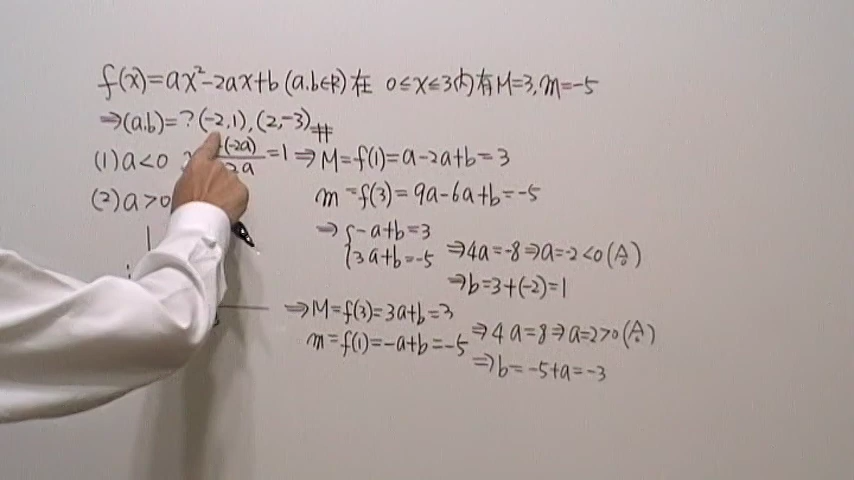 f(x)=ax²-2ax+b (a.b∈R)在 0≤x≤3內有M=3,m=-5
⇒(a.b)=?(-2,1),(2,-3)#
(1)a<0 -(-2a)/2a=1⇒M=f(1)=a-2a+b=3
m=f(3)=9a-6a+b=-5
(2)a>0
⇒{-a+b=3
3a+b=-5 ⇒4a=-8⇒a=-2<0(合)
⇒b=3+(-2)=1
⇒M=f(3)=3a+b=3
m=f(1)=-a+b=-5 ⇒4a=8⇒a=2>0(合)
⇒b=-5+a=-3